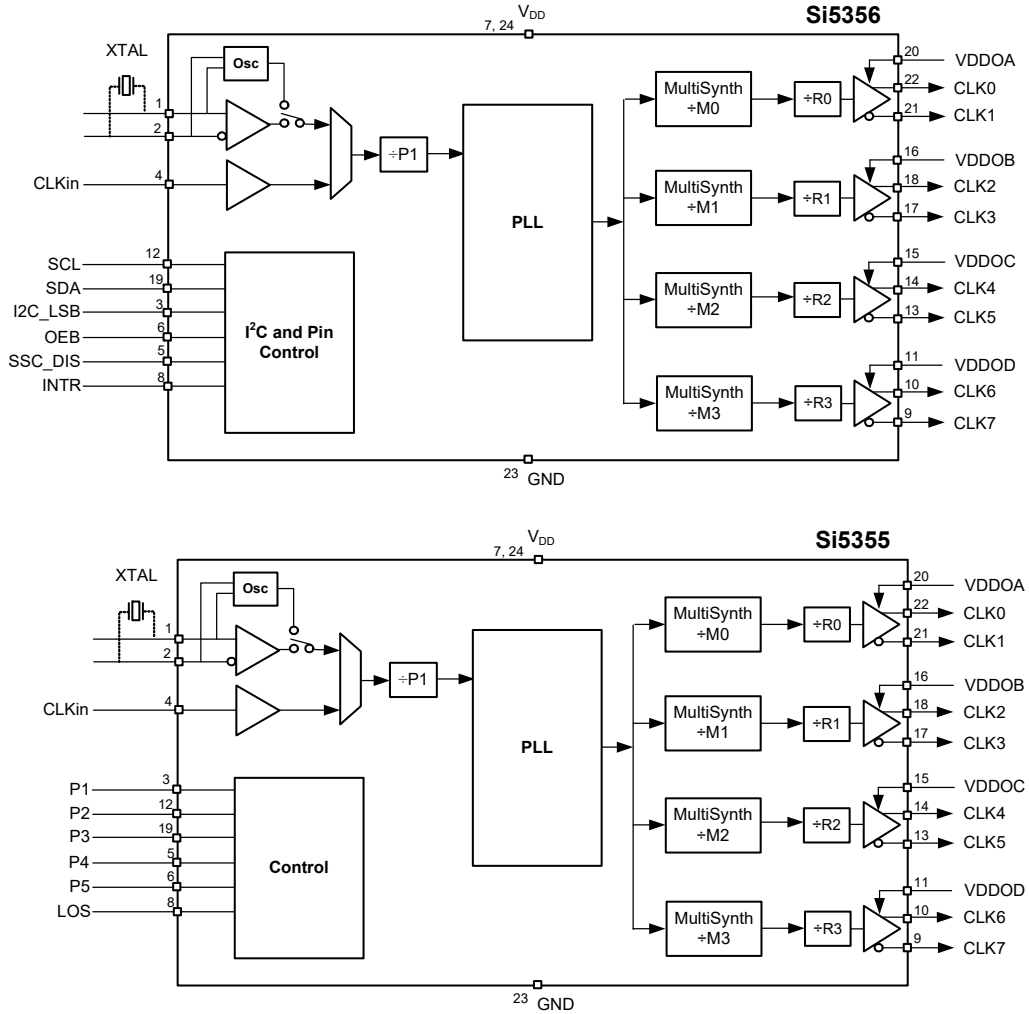 V_DD
7, 24
Si5356
XTAL
Osc
1
2
CLKin
4
÷P1
PLL
MultiSynth
÷M0
÷R0
20
VDDOA
22
CLK0
21
CLK1
MultiSynth
÷M1
÷R1
16
VDDOB
18
CLK2
17
CLK3
MultiSynth
÷M2
÷R2
15
VDDOC
14
CLK4
13
CLK5
MultiSynth
÷M3
÷R3
11
VDDOD
10
CLK6
9
CLK7
SCL
12
SDA
19
I2C_LSB
3
OEB
6
SSC_DIS
5
INTR
8
I²C and Pin
Control
23
GND
V_DD
7, 24
Si5355
XTAL
Osc
1
2
CLKin
4
÷P1
PLL
MultiSynth
÷M0
÷R0
20
VDDOA
22
CLK0
21
CLK1
MultiSynth
÷M1
÷R1
16
VDDOB
18
CLK2
17
CLK3
MultiSynth
÷M2
÷R2
15
VDDOC
14
CLK4
13
CLK5
MultiSynth
÷M3
÷R3
11
VDDOD
10
CLK6
9
CLK7
P1
3
P2
12
P3
19
P4
5
P5
6
LOS
8
Control
23
GND